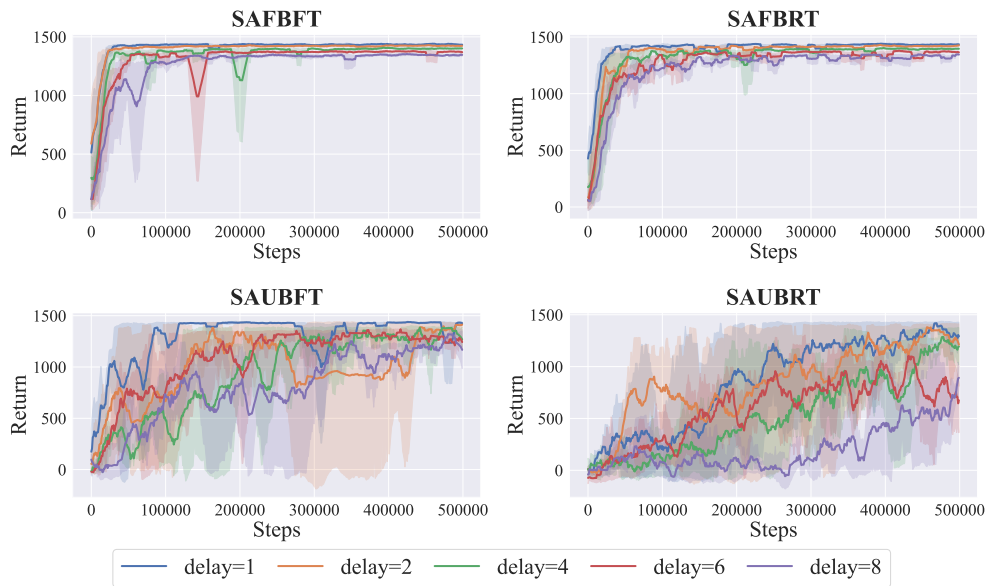 SAFBFT
SAFBRT
1500
1000
500
0
Return
0
100000
200000
300000
400000
500000
Steps
1500
1000
500
0
Return
0
100000
200000
300000
400000
500000
Steps
SAUBFT
SAUBRT
1500
1000
500
0
Return
0
100000
200000
300000
400000
500000
Steps
1500
1000
500
0
Return
0
100000
200000
300000
400000
500000
Steps
delay=1
delay=2
delay=4
delay=6
delay=8